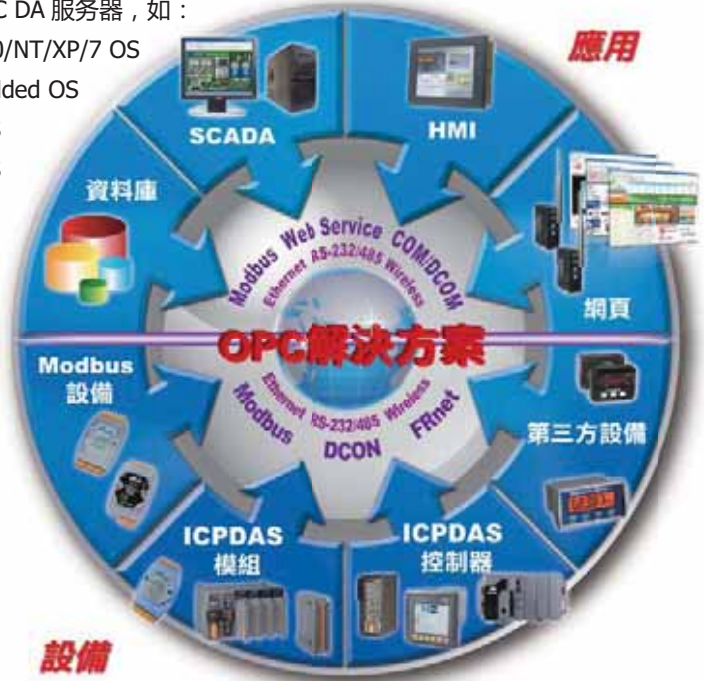 C DA 服务器，如：
0/NT/XP/7 OS
dded OS
應用
SCADA
HMI
資料庫
網頁
Modbus Web Service COM/DCOM
Ethernet RS-232/485 Wireless
OPC解決方案
Ethernet RS-232/485 Wireless
Modbus DCON FRnet
Modbus
設備
第三方設備
ICPDAS
模組
ICPDAS
控制器
設備